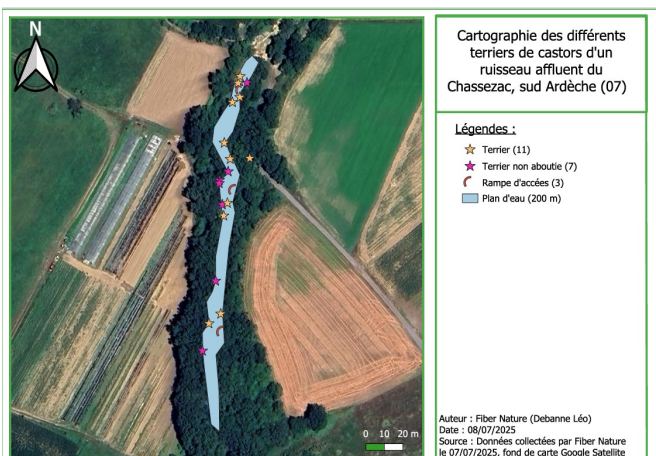 N
Cartographie des différents
terriers de castors d'un
ruisseau affluent du
Chassezac, sud Ardèche (07)
Légendes :
Terrier (11)
Terrier non aboutie (7)
Rampe d'accées (3)
Plan d'eau (200 m)
0 10 20 m
Auteur : Fiber Nature (Debanne Léo)
Date : 08/07/2025
Source : Données collectées par Fiber Nature
le 07/07/2025, fond de carte Google Satellite